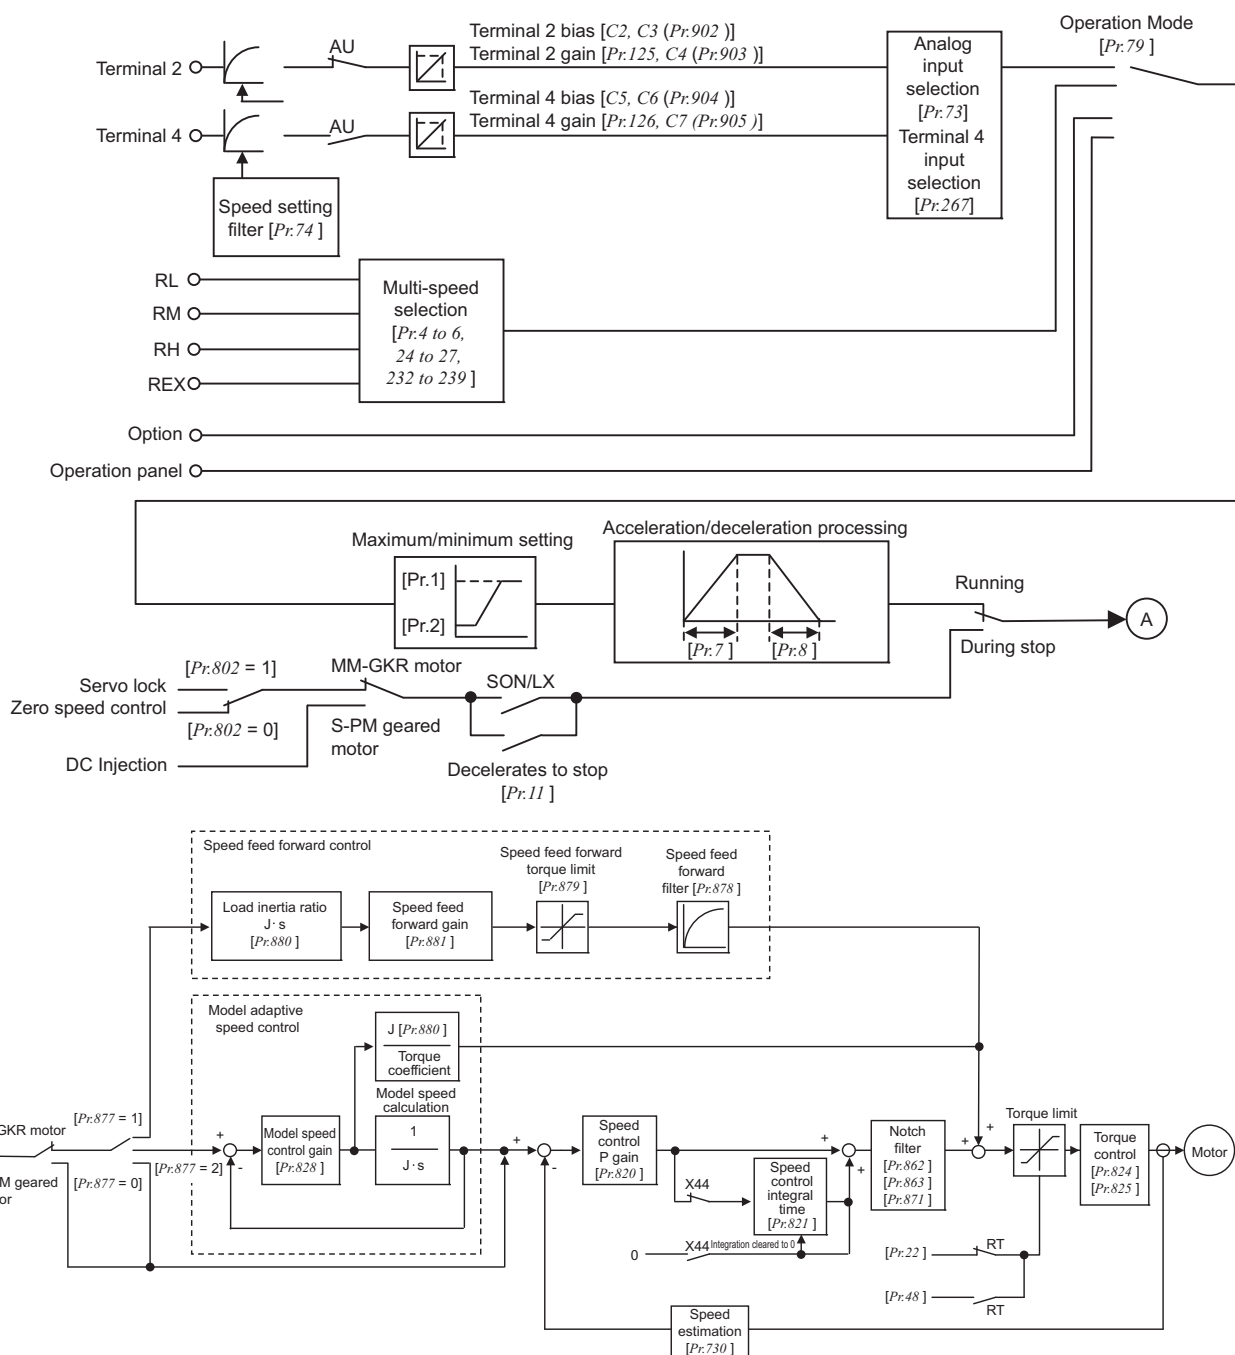 Terminal 2 bias [C2, C3 (Pr.902 )]
Operation Mode
[Pr.79 ]
Terminal 2
AU
Terminal 2 gain [Pr.125, C4 (Pr.903 )]
Analog
input
selection
[Pr.73]
Terminal 4
input
selection
[Pr.267]
Terminal 4 bias [C5, C6 (Pr.904 )]
Terminal 4
AU
Terminal 4 gain [Pr.126, C7 (Pr.905 )]
Speed setting
filter [Pr.74 ]
RL
RM
RH
REX
Multi-speed
selection
[Pr.4 to 6,
24 to 27,
232 to 239 ]
Option
Operation panel
Maximum/minimum setting
[Pr.1]
[Pr.2]
Acceleration/deceleration processing
[Pr.7 ]
[Pr.8 ]
Running
During stop
A
[Pr.802 = 1]
Servo lock
Zero speed control
[Pr.802 = 0]
MM-GKR motor
S-PM geared
motor
DC Injection
SON/LX
Decelerates to stop
[Pr.11 ]
Speed feed forward control
Load inertia ratio
J· s
[Pr.880 ]
Speed feed
forward gain
[Pr.881 ]
Speed feed forward
torque limit
[Pr.879 ]
Speed feed
forward
filter [Pr.878 ]
Model adaptive
speed control
J [Pr.880 ]
Torque
coefficient
Model speed
calculation
1
J· s
GKR motor
M geared
or
[Pr.877 = 1]
[Pr.877 = 2]
[Pr.877 = 0]
+
-
Model speed
control gain
[Pr.828 ]
+
-
Speed
control
P gain
[Pr.820 ]
X44
Speed
control
integral
time
[Pr.821 ]
0
X44
Integration cleared to 0
+
+
Notch
filter
[Pr.862 ]
[Pr.863 ]
[Pr.871 ]
+
+
+
Torque limit
Torque
control
[Pr.824 ]
[Pr.825 ]
Motor
[Pr.22 ]
RT
[Pr.48 ]
RT
Speed
estimation
[Pr.730 ]